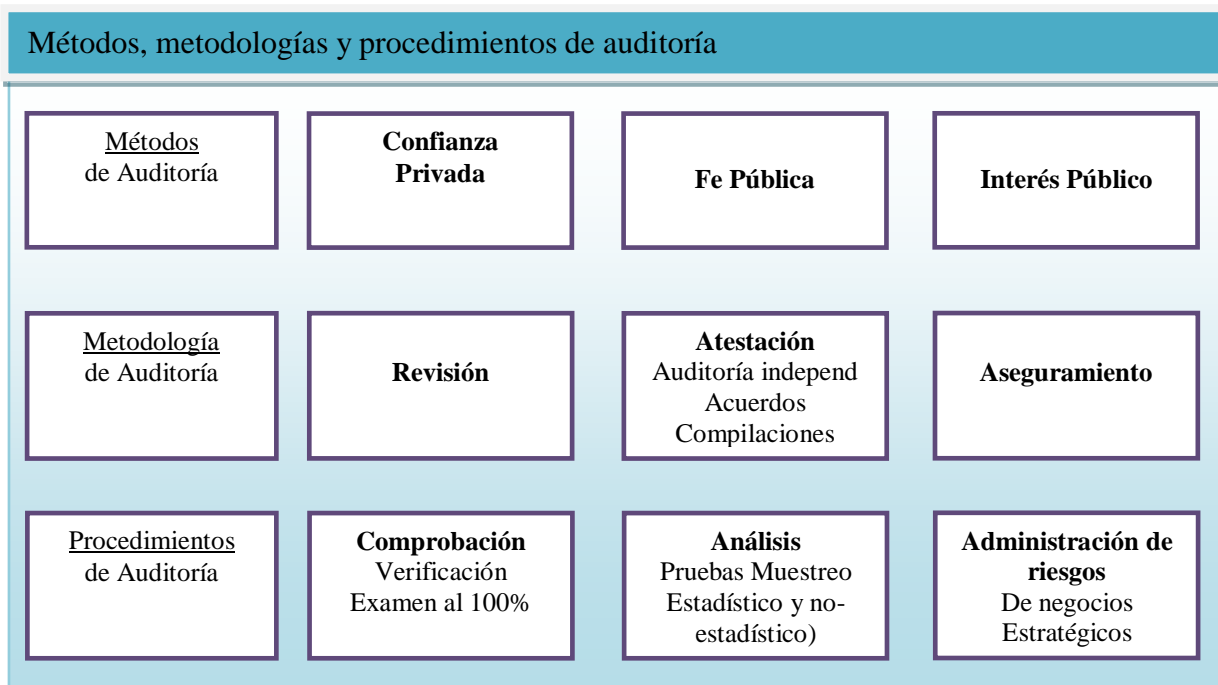 Métodos, metodologías y procedimientos de auditoría
Métodos
de Auditoría
Confianza
Privada
Fe Pública
Interés Público
Metodología
de Auditoría
Revisión
Atestación
Auditoría independ
Acuerdos
Compilaciones
Aseguramiento
Procedimientos
de Auditoría
Comprobación
Verificación
Examen al 100%
Análisis
Pruebas Muestreo
Estadístico y no-
estadístico)
Administración de
riesgos
De negocios
Estratégicos